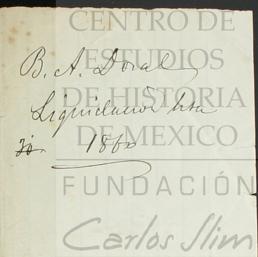 CENTRO DE
ESTUDIOS
DE HISTORIA
DE MEXICO
FUNDACIÓN
Carlos Slim
B. A. Doral
Liquidacion
1860